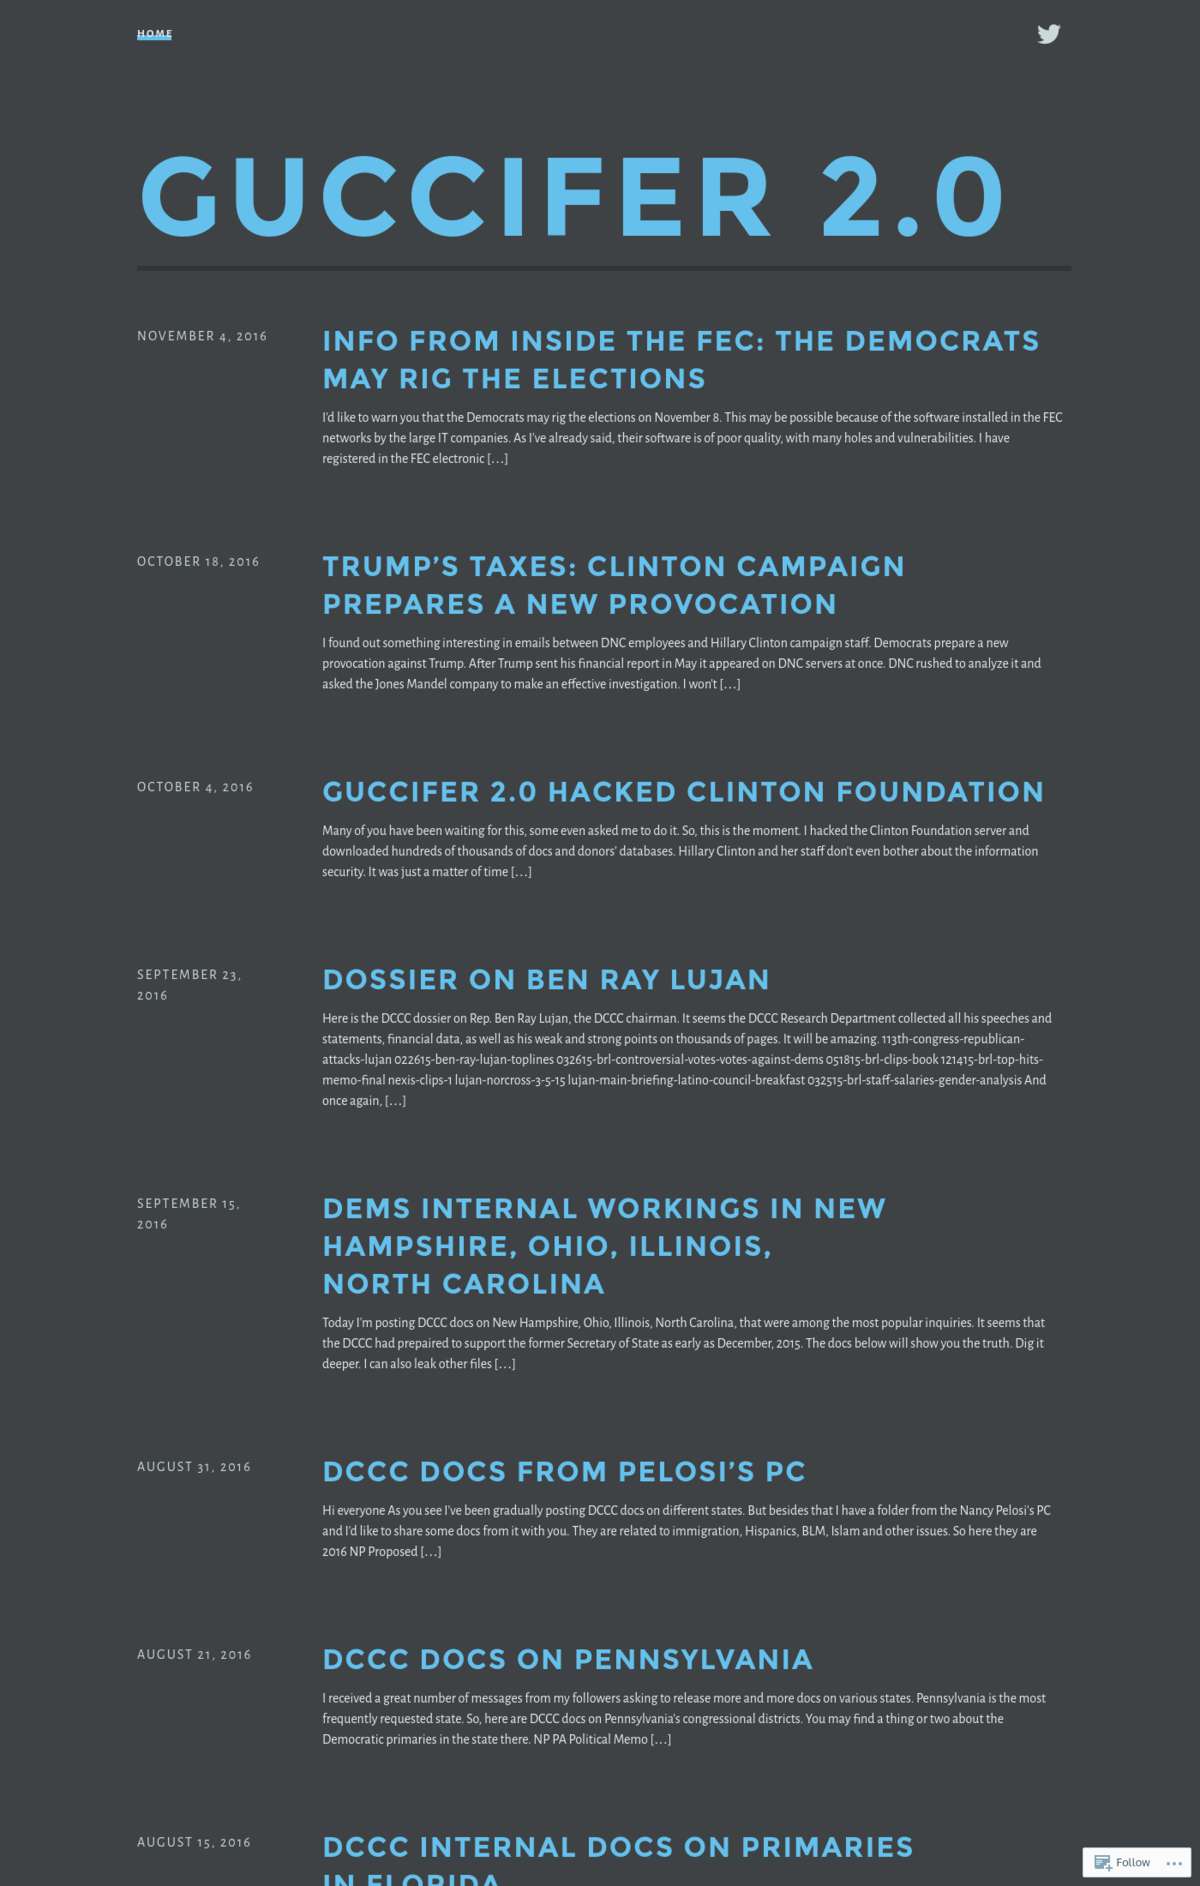 HOME
GUCCIFER 2.0
NOVEMBER 4, 2016
INFO FROM INSIDE THE FEC: THE DEMOCRATS
MAY RIG THE ELECTIONS
I'd like to warn you that the Democrats may rig the elections on November 8. This may be possible because of the software installed in the FEC
networks by the large IT companies. As I've already said, their software is of poor quality, with many holes and vulnerabilities. I have
registered in the FEC electronic […]
OCTOBER 18, 2016
TRUMP'S TAXES: CLINTON CAMPAIGN
PREPARES A NEW PROVOCATION
I found out something interesting in emails between DNC employees and Hillary Clinton campaign staff. Democrats prepare a new
provocation against Trump. After Trump sent his financial report in May it appeared on DNC servers at once. DNC rushed to analyze it and
asked the Jones Mandel company to make an effective investigation. I won't […]
OCTOBER 4, 2016
GUCCIFER 2.0 HACKED CLINTON FOUNDATION
Many of you have been waiting for this, some even asked me to do it. So, this is the moment. I hacked the Clinton Foundation server and
downloaded hundreds of thousands of docs and donors' databases. Hillary Clinton and her staff don't even bother about the information
security. It was just a matter of time […]
SEPTEMBER 23,
2016
DOSSIER ON BEN RAY LUJAN
Here is the DCCC dossier on Rep. Ben Ray Lujan, the DCCC chairman. It seems the DCCC Research Department collected all his speeches and
statements, financial data, as well as his weak and strong points on thousands of pages. It will be amazing. 113th-congress-republican-
attacks-lujan 022615-ben-ray-lujan-toplines 032615-brl-controversial-votes-votes-against-dems 051815-brl-clips-book 121415-brl-top-hits-
memo-final nexis-clips-1 lujan-norcross-3-5-15 lujan-main-briefing-latino-council-breakfast 032515-brl-staff-salaries-gender-analysis And
once again, […]
SEPTEMBER 15,
2016
DEMS INTERNAL WORKINGS IN NEW
HAMPSHIRE, OHIO, ILLINOIS,
NORTH CAROLINA
Today I'm posting DCCC docs on New Hampshire, Ohio, Illinois, North Carolina, that were among the most popular inquiries. It seems that
the DCCC had prepaired to support the former Secretary of State as early as December, 2015. The docs below will show you the truth. Dig it
deeper. I can also leak other files […]
AUGUST 31, 2016
DCCC DOCS FROM PELOSI'S PC
Hi everyone As you see I've been gradually posting DCCC docs on different states. But besides that I have a folder from the Nancy Pelosi's PC
and I'd like to share some docs from it with you. They are related to immigration, Hispanics, BLM, Islam and other issues. So here they are
2016 NP Proposed […]
AUGUST 21, 2016
DCCC DOCS ON PENNSYLVANIA
I received a great number of messages from my followers asking to release more and more docs on various states. Pennsylvania is the most
frequently requested state. So, here are DCCC docs on Pennsylvania's congressional districts. You may find a thing or two about the
Democratic primaries in the state there. NP PA Political Memo […]
AUGUST 15, 2016
DCCC INTERNAL DOCS ON PRIMARIES
IN FLORIDA
Follow